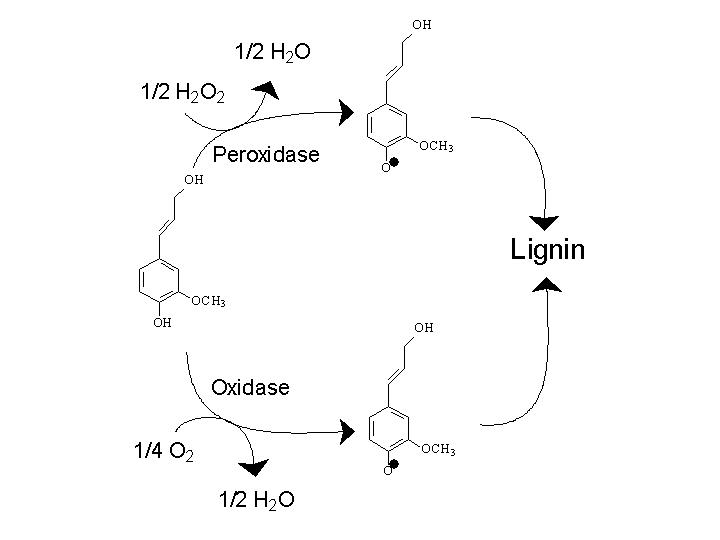 OH
1/2 H₂O
1/2 H₂O₂
OCH₃
Peroxidase
O
OH
Lignin
OCH₃
OH
OH
Oxidase
OCH₃
1/4 O₂
O
1/2 H₂O